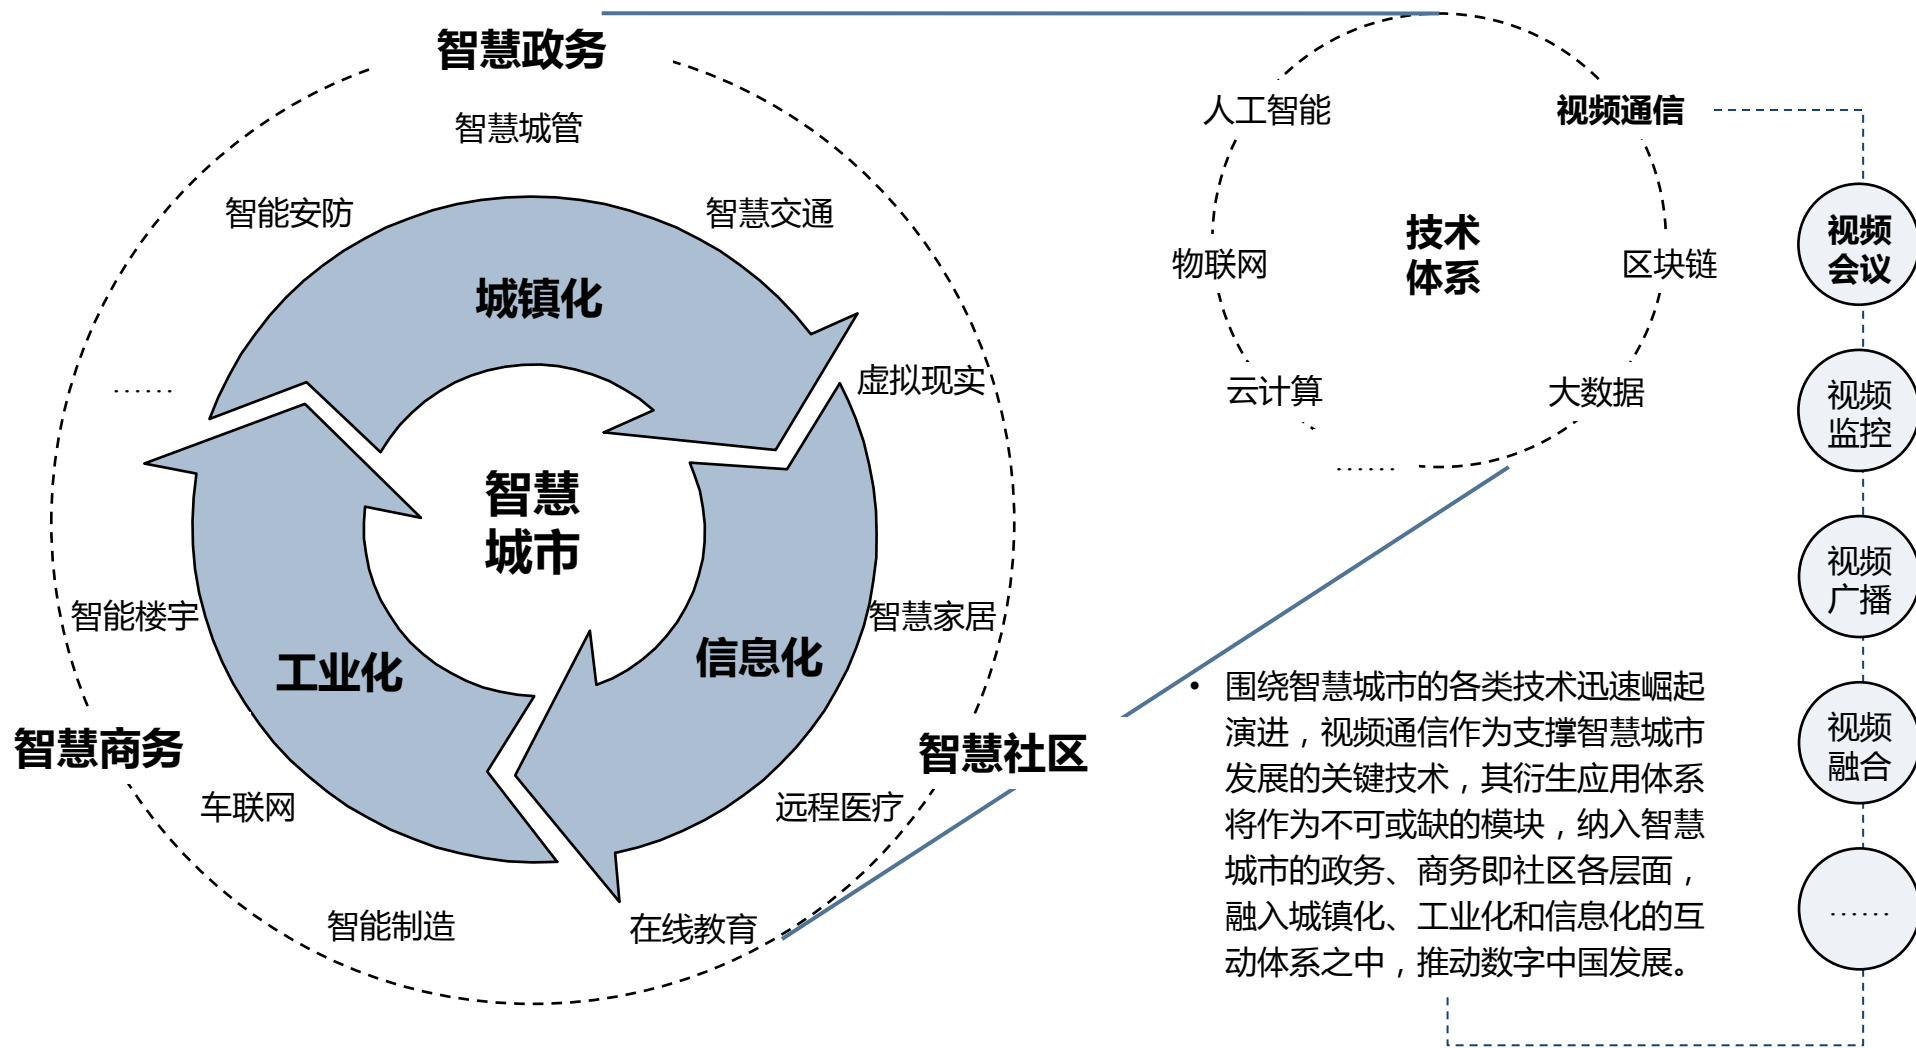 智慧政务
智慧城管
智能安防
智慧交通
城镇化
虚拟现实
……
智慧
城市
智能楼宇
智慧家居
工业化
信息化
智慧商务
智慧社区
车联网
远程医疗
智能制造
在线教育
人工智能
视频通信
技术
体系
物联网
区块链
云计算
大数据
……
视频
会议
视频
监控
视频
广播
视频
融合
……
• 围绕智慧城市的各类技术迅速崛起
演进，视频通信作为支撑智慧城市
发展的关键技术，其衍生应用体系
将作为不可或缺的模块，纳入智慧
城市的政务、商务即社区各层面，
融入城镇化、工业化和信息化的互
动体系之中，推动数字中国发展。